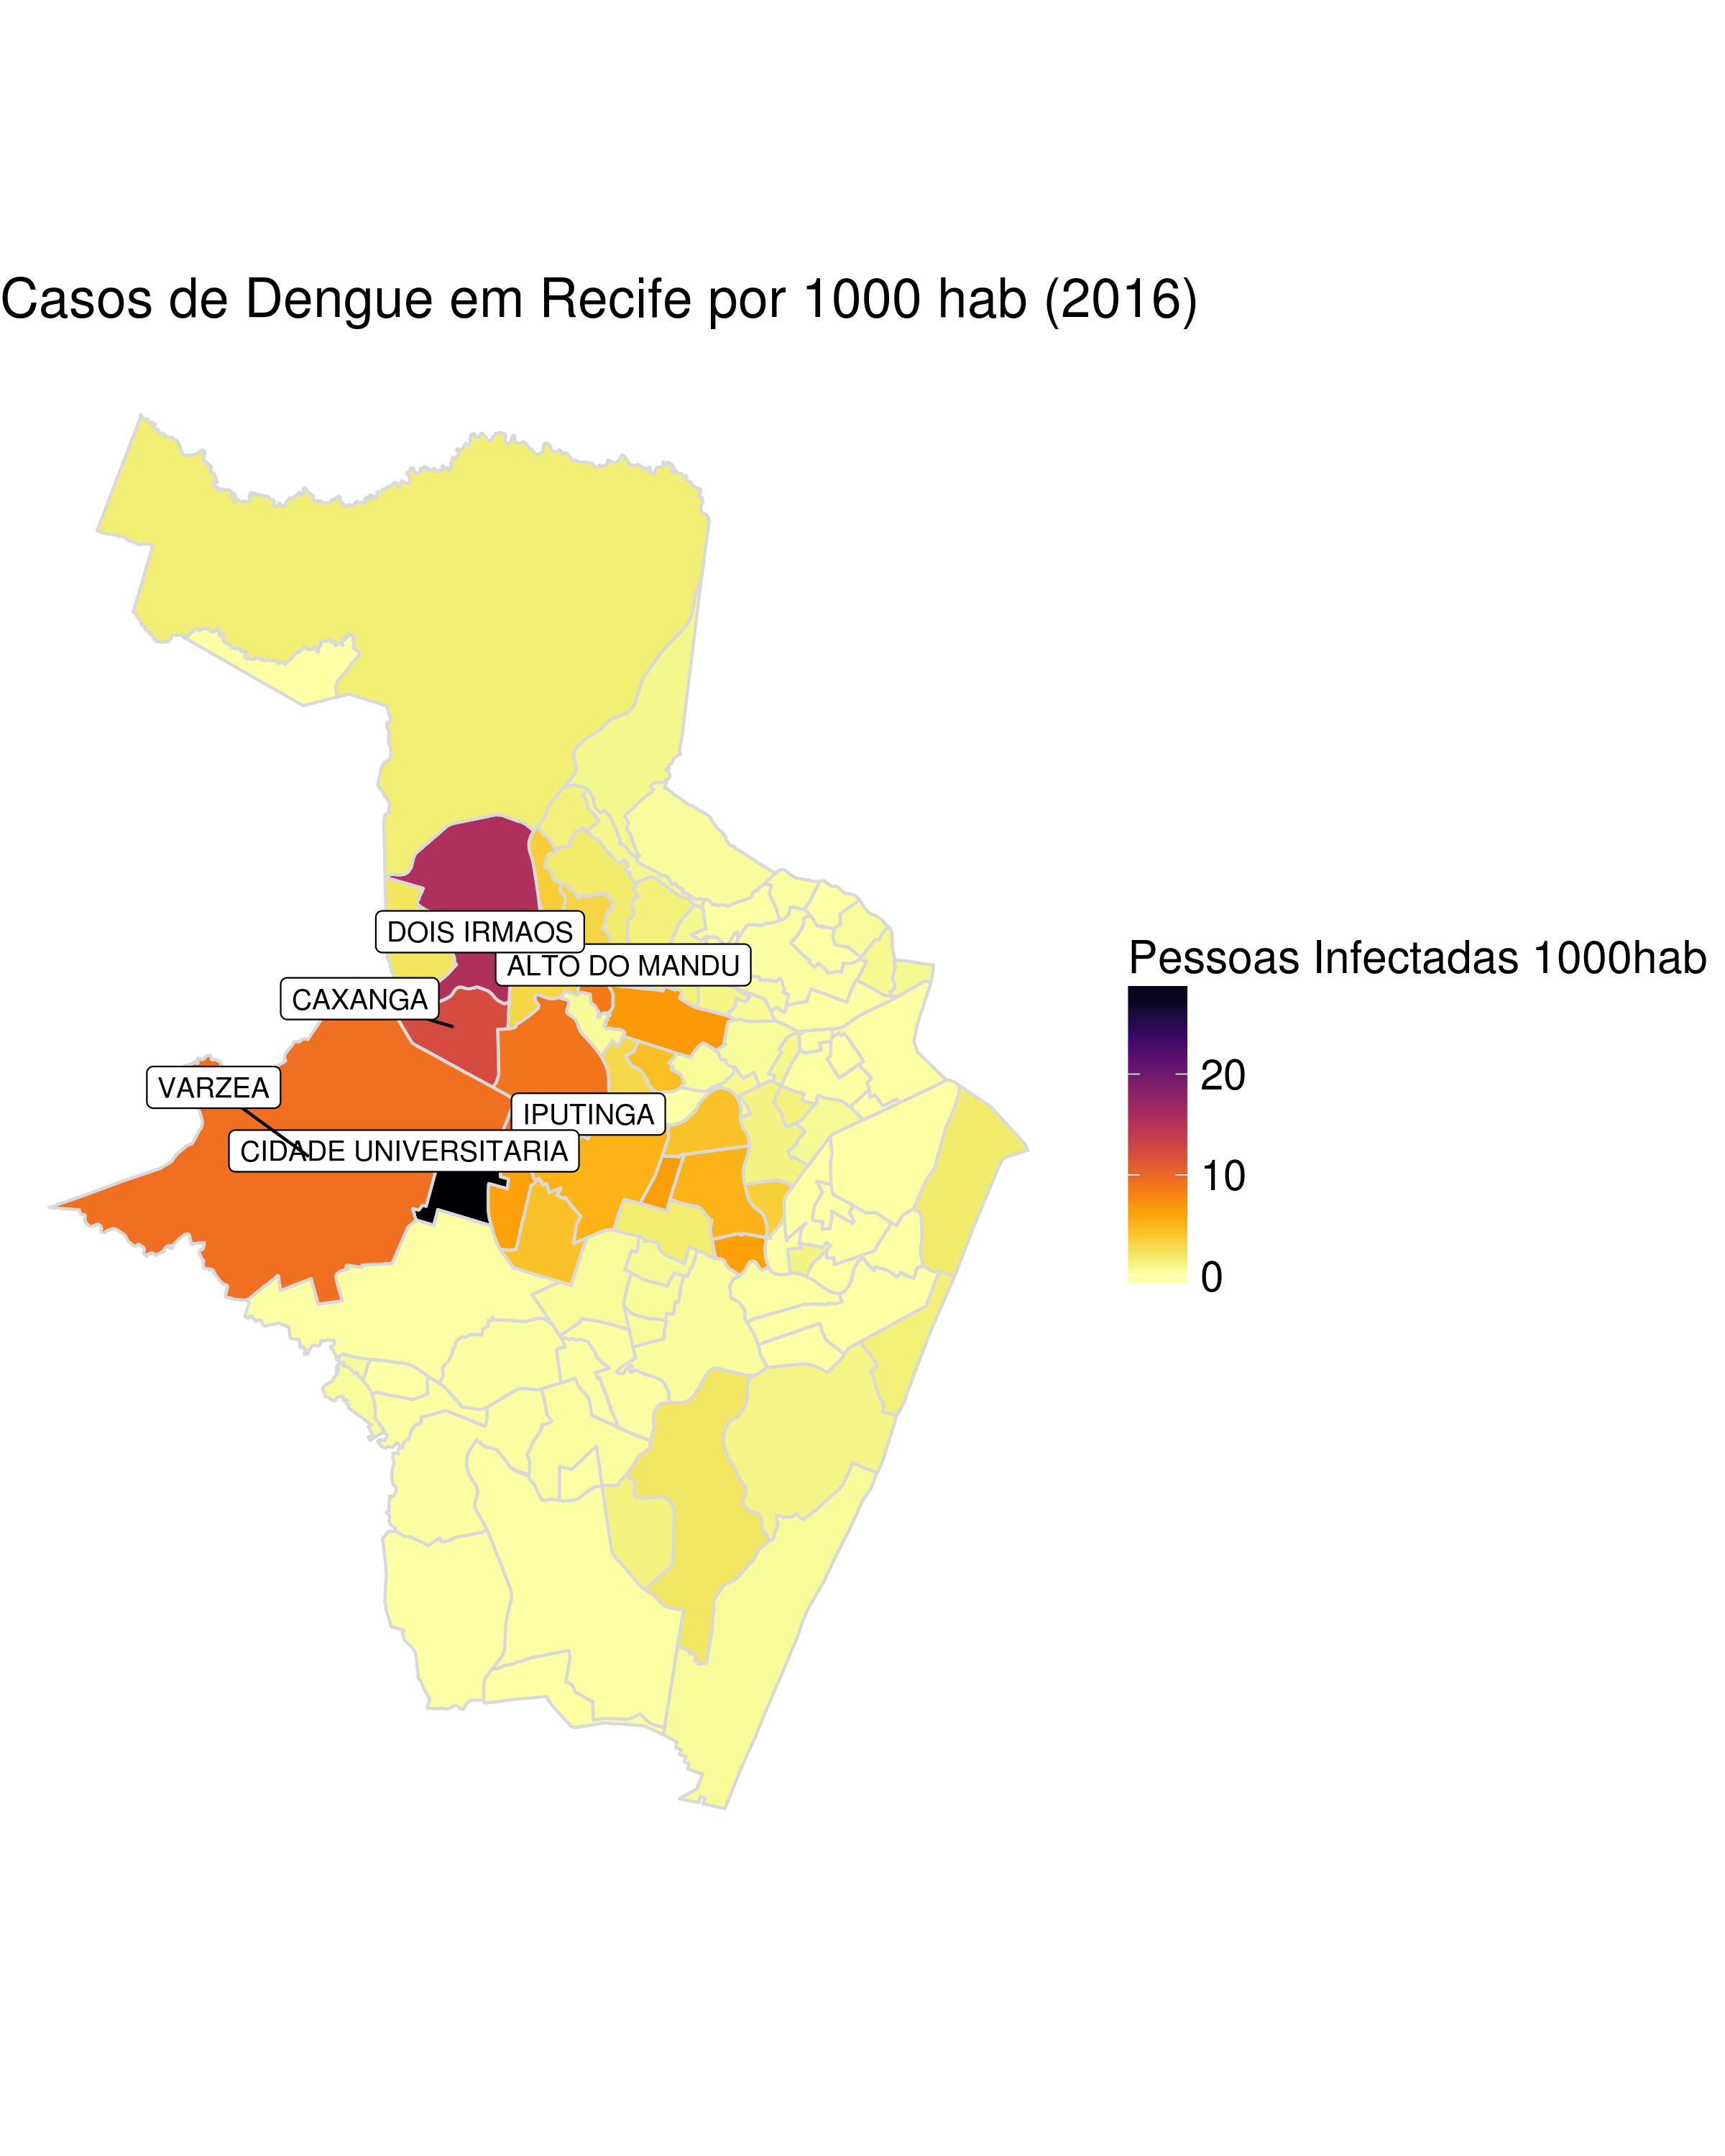 Casos de Dengue em Recife por 1000 hab (2016)
DOIS IRMAOS
ALTO DO MANDU
CAXANGA
VARZEA
IPUTINGA
CIDADE UNIVERSITARIA
Pessoas Infectadas 1000hab
20
10
0